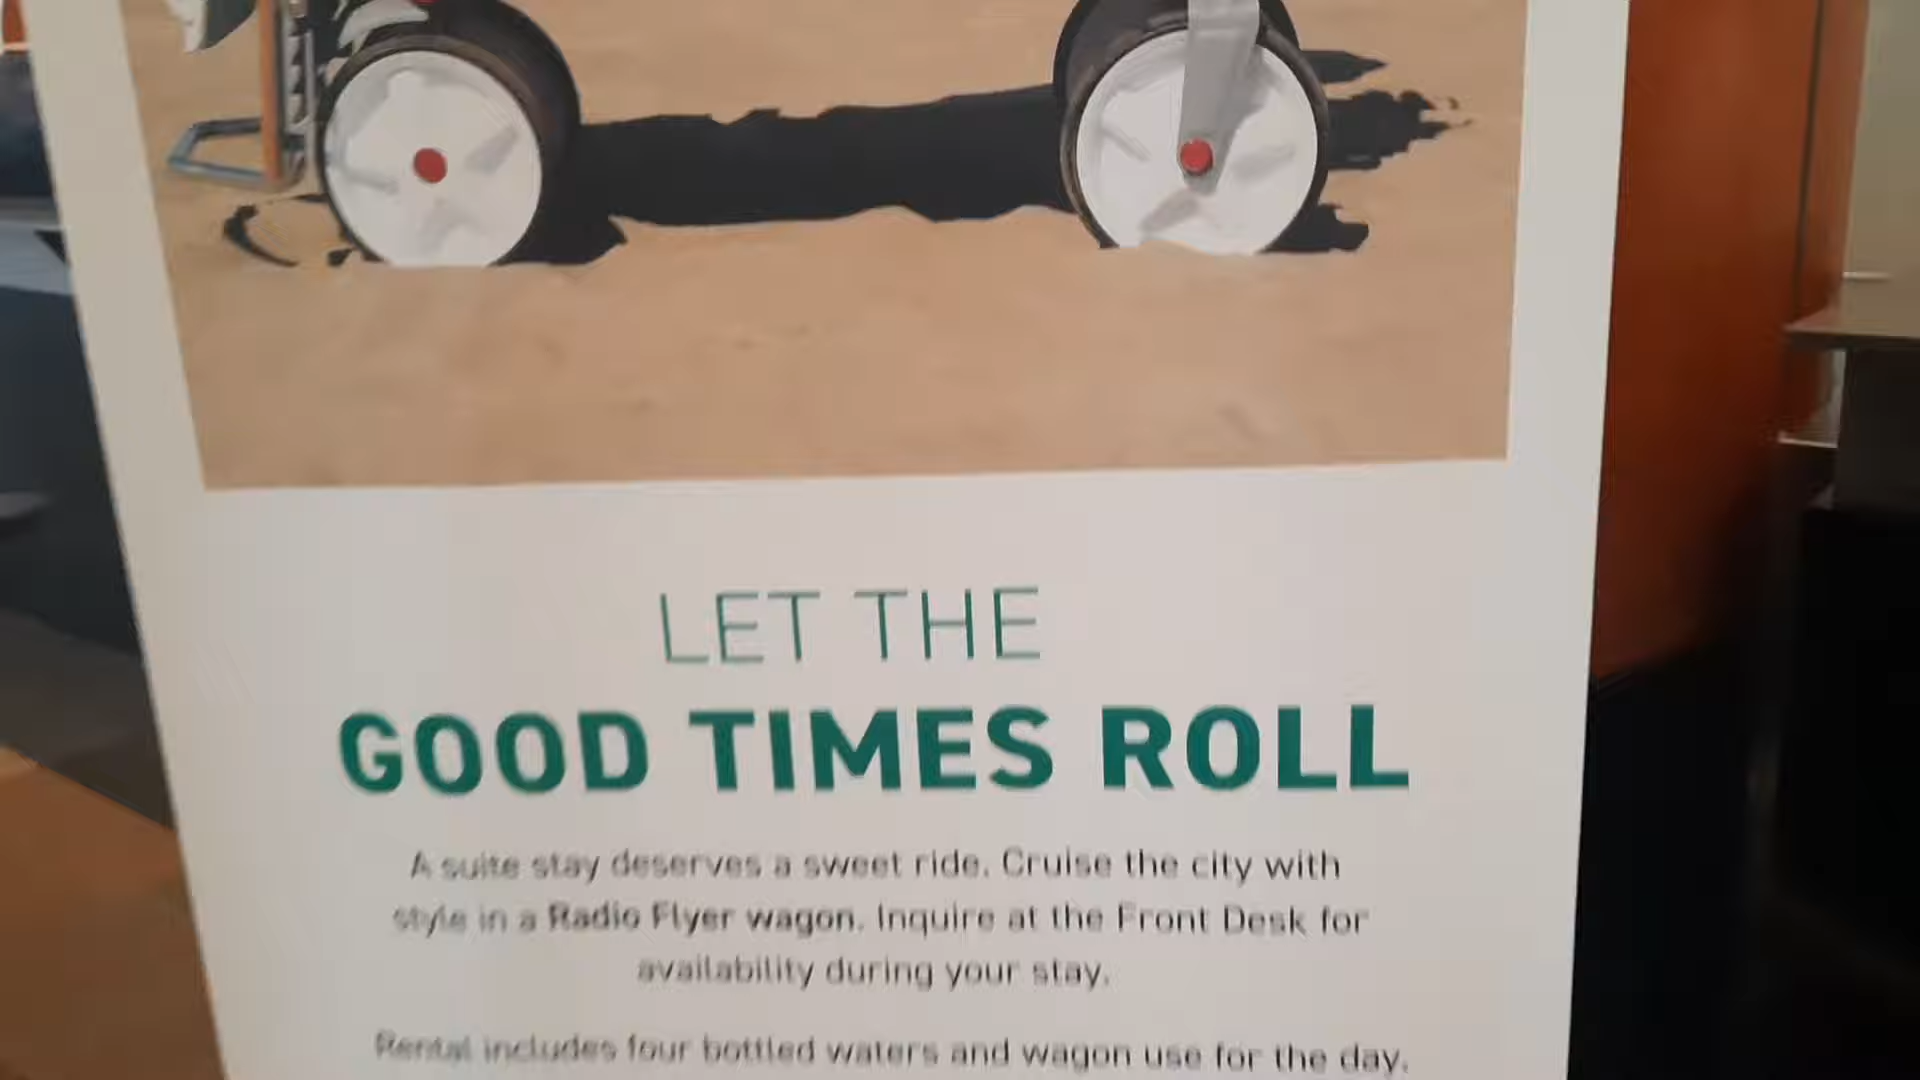 LET THE
GOOD TIMES ROLL
A suite stay deserves a sweet ride. Cruise the city with
style in a Radio Flyer wagon. Inquire at the Front Desk for
availability during your stay.
Rental includes four bottled waters and wagon use for the day.